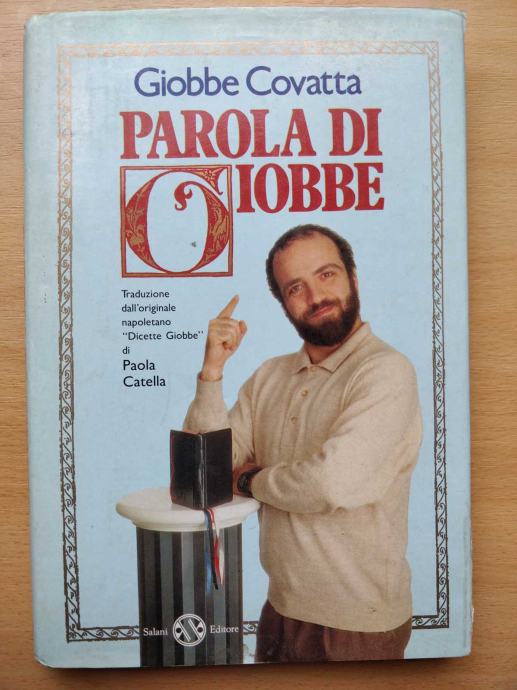 Giobbe Covatta
PAROLA DI
GIOBBE
Traduzione
dall'originale
napoletano
"Dicette Giobbe"
di
Paola
Catella
Salani Editore